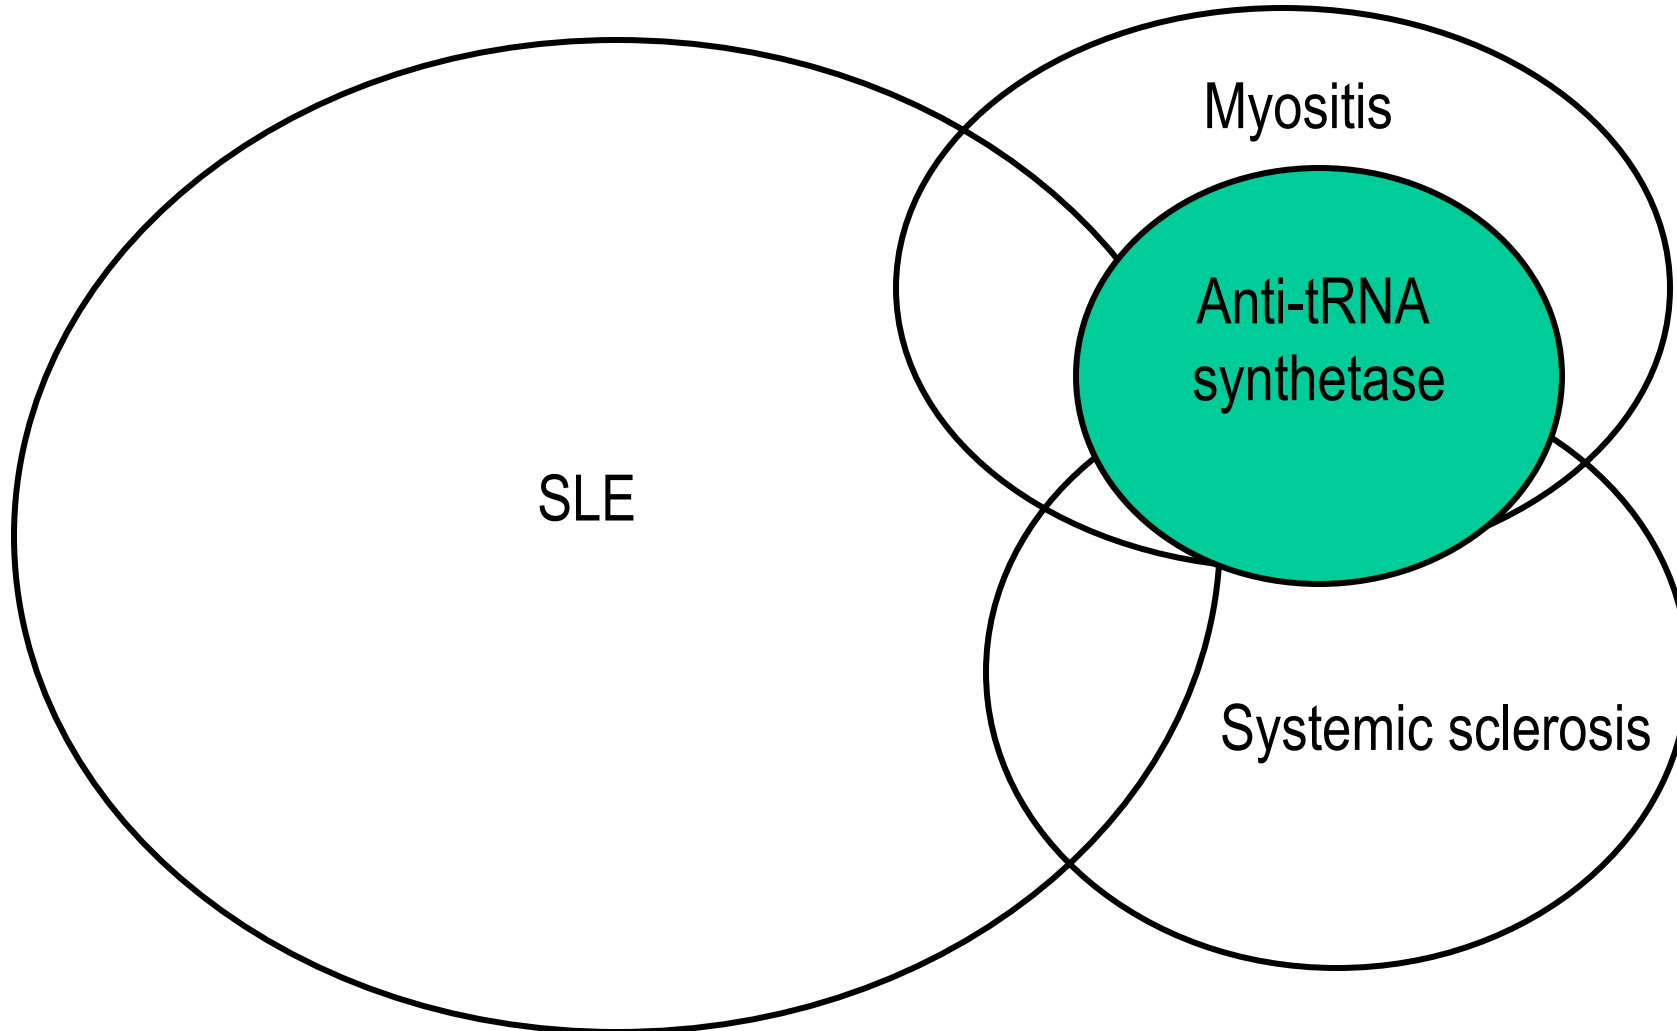 Myositis
Anti-tRNA
synthetase
SLE
Systemic sclerosis